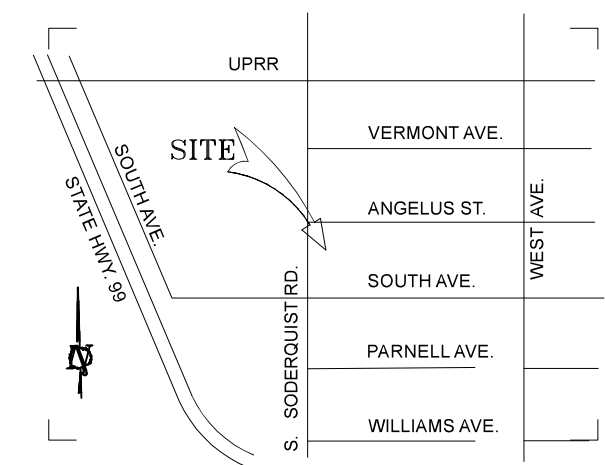 UPRR
VERMONT AVE.
SITE
SOUTH AVE.
STATE HWY. 99
ANGELUS ST.
WEST AVE.
SOUTH AVE.
S. SODERQUIST RD.
N
PARNELL AVE.
WILLIAMS AVE.